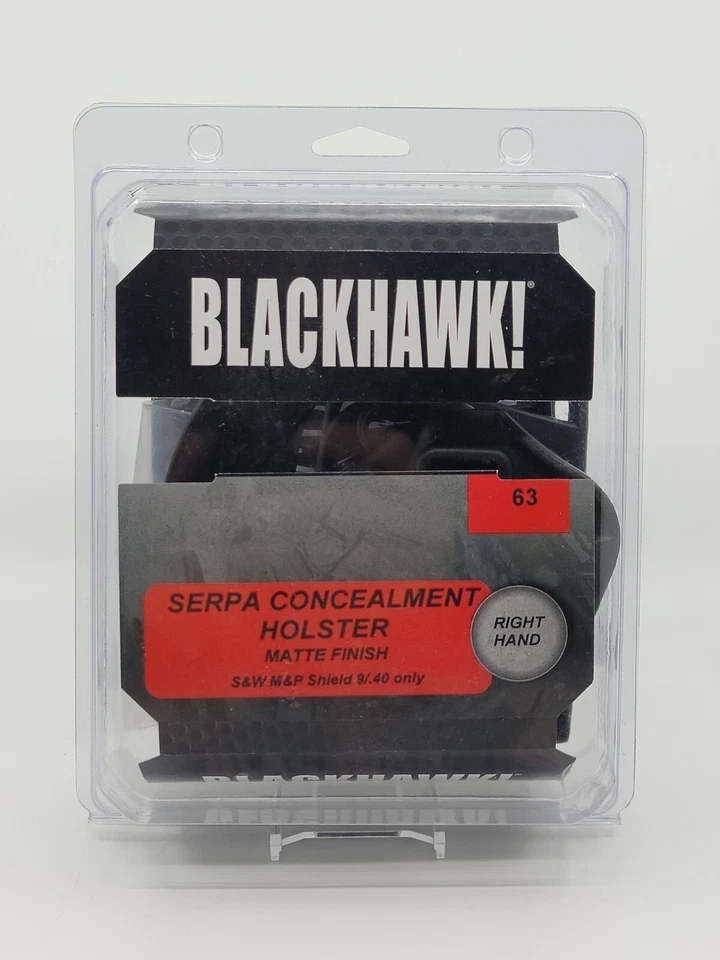 BLACKHAWK!®
63
SERPA CONCEALMENT
HOLSTER
MATTE FINISH
S&W M&P Shield 9/.40 only
RIGHT
HAND
BLACKHAWK!